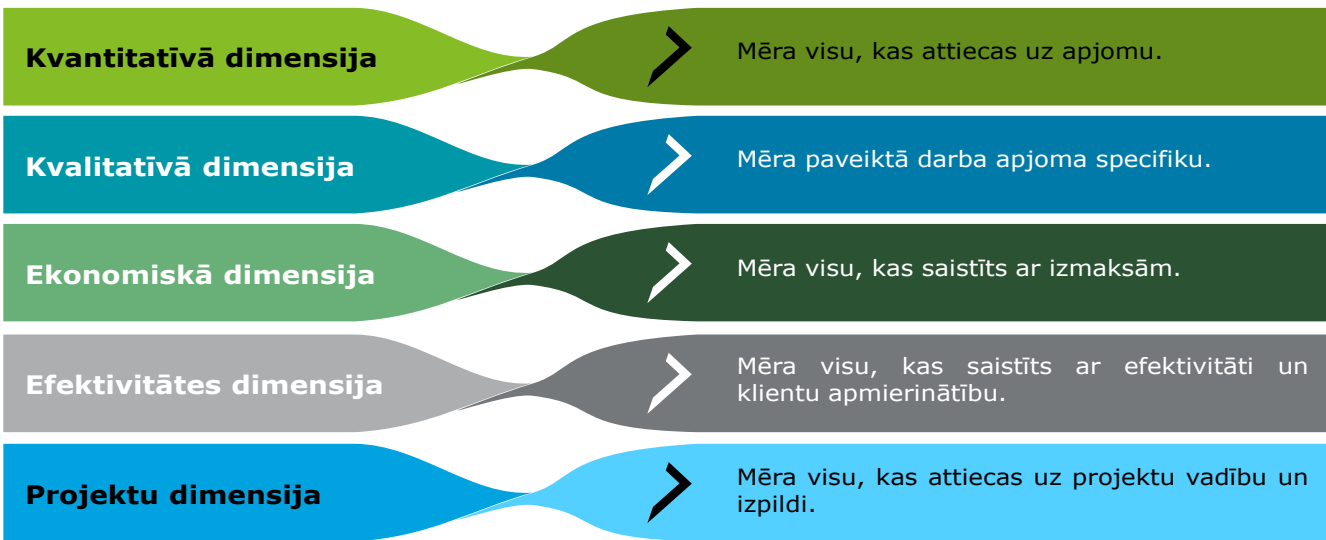 Kvantitatīvā dimensija
Mēra visu, kas attiecas uz apjomu.
Kvalitatīvā dimensija
Mēra paveiktā darba apjoma specifiku.
Ekonomiskā dimensija
Mēra visu, kas saistīts ar izmaksām.
Efektivitātes dimensija
Mēra visu, kas saistīts ar efektivitāti un
klientu apmierinātību.
Projektu dimensija
Mēra visu, kas attiecas uz projektu vadību un
izpildi.